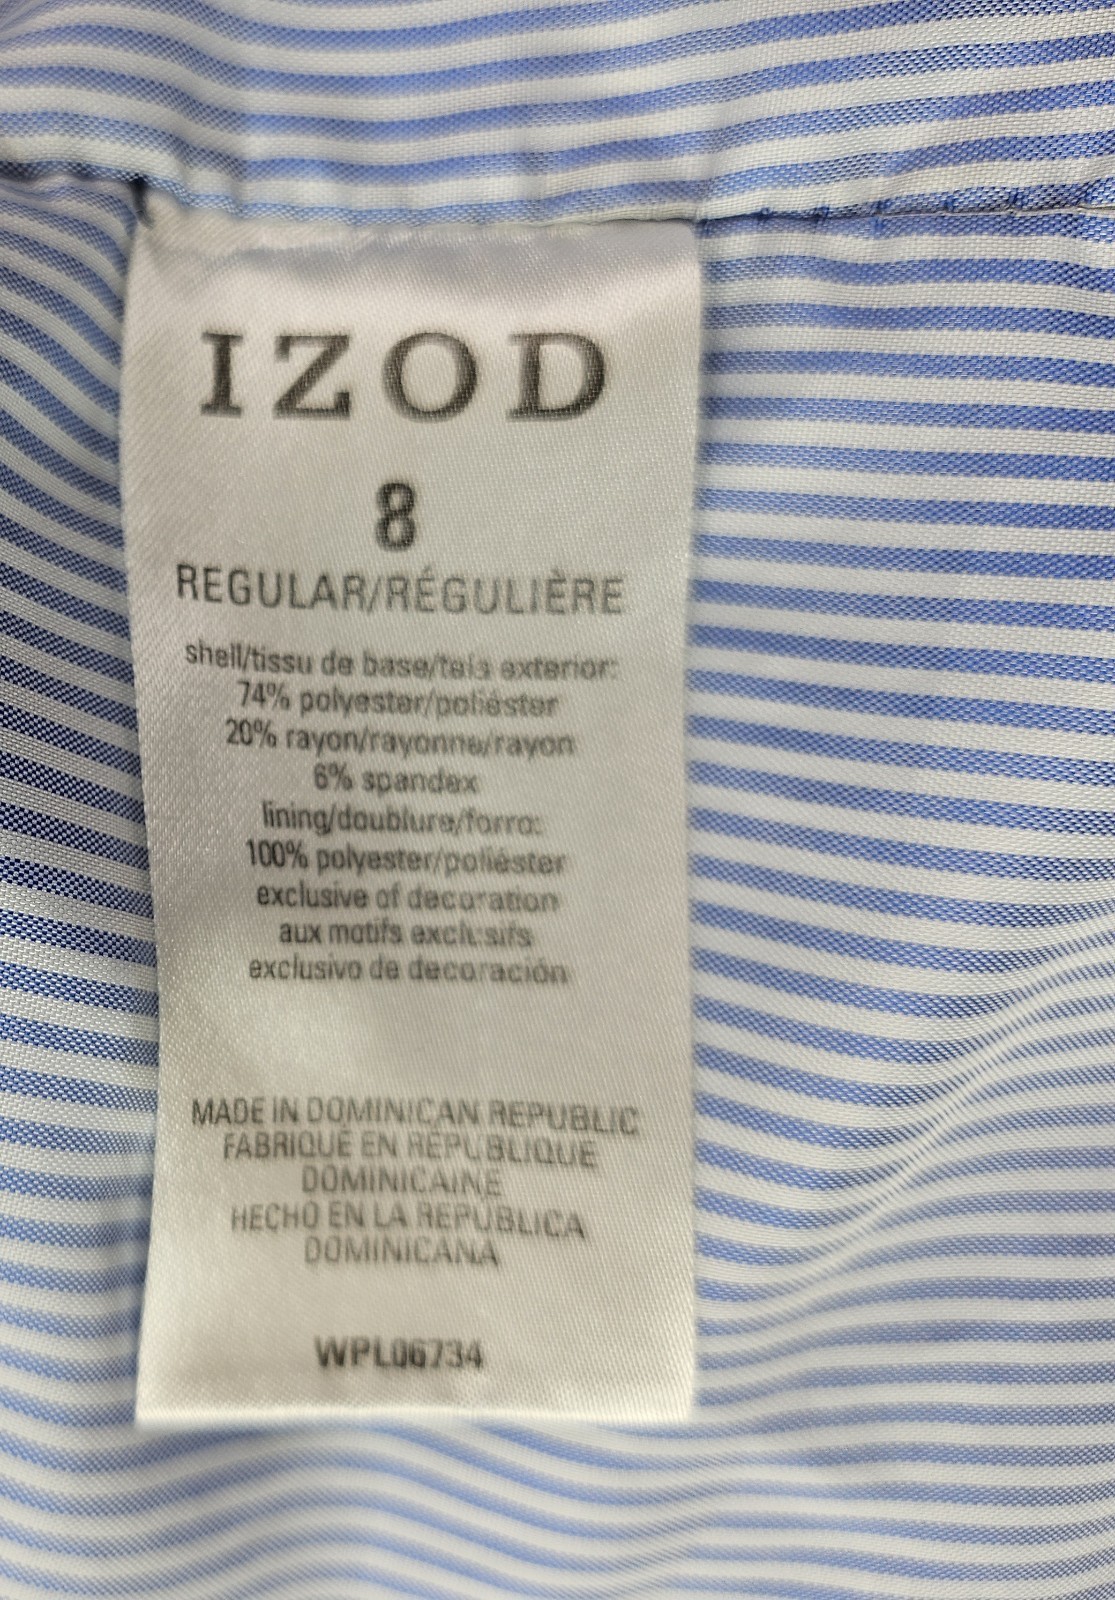 IZOD
8
REGULAR/RÉGULIÈRE
shell/tissu de base/tela exterior:
74% polyester/poliéster
20% rayon/rayonne/rayon
6% spandex
lining/doublure/forro:
100% polyester/poliéster
exclusive of decoration
aux motifs exclusifs
exclusivo de decoración
MADE IN DOMINICAN REPUBLIC
FABRIQUÉ EN RÉPUBLIQUE
DOMINICAINE
HECHO EN LA REPÚBLICA
DOMINICANA
WPL06734